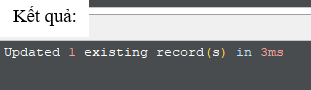 Kết quả:
Updated 1 existing record(s) in 3ms